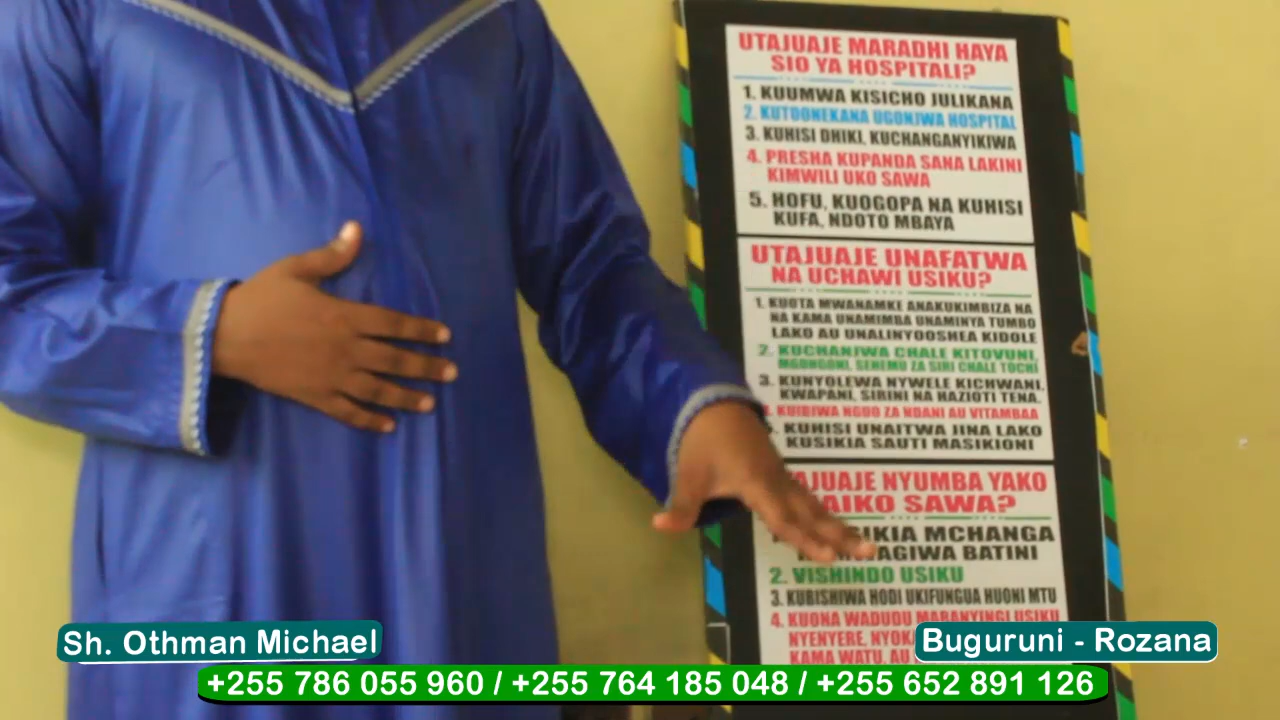 UTAJUAJE MARADHI HAYA
SIO YA HOSPITALI?
1. KUUMWA KISICHO JULIKANA
2. KUTOONEKANA UGONJWA HOSPITAL
3. KUHISI DHIKI, KUCHANGANYIKIWA
4. PRESHA KUPANDA SANA LAKINI
KIMWILI UKO SAWA
5. HOFU, KUOGOPA NA KUHISI
KUFA, NDOTO MBAYA
UTAJUAJE UNAFATWA
NA UCHAWI USIKU?
1. KUOTA MWANAMKE ANAKUKIMBIZA NA
NA KAMA UNAMIMBA UNAMINYA TUMBO
LAKO AU UNALINYOOSHEA KIDOLE
2. KUCHANJWA CHALE KITOVUNI,
MGONGONI, SEHEMU ZA SIRI CHALE TOCHI
3. KUNYOLEWA NYWELE KICHWANI,
KWAPANI, SIRINI NA HAZIOTI TENA.
KUIBIWA NGUO ZA NDANI AU VITAMBAA
KUHISI UNAITWA JINA LAKO
KUSIKIA SAUTI MASIKIONI
NYUMBA YAKO
SAWA?
MCHANGA
BATINI
2. VISHINDO USIKU
3. KUBISHIWA HODI UKIFUNGUA HUONI MTU
4. KUONA WADUDU MABANYINGI USIKU
NYENYERE,
KAMA WATU, AU
Sh. Othman Michael
Buguruni - Rozana
+255 786 055 960 / +255 764 185 048 / +255 652 891 126